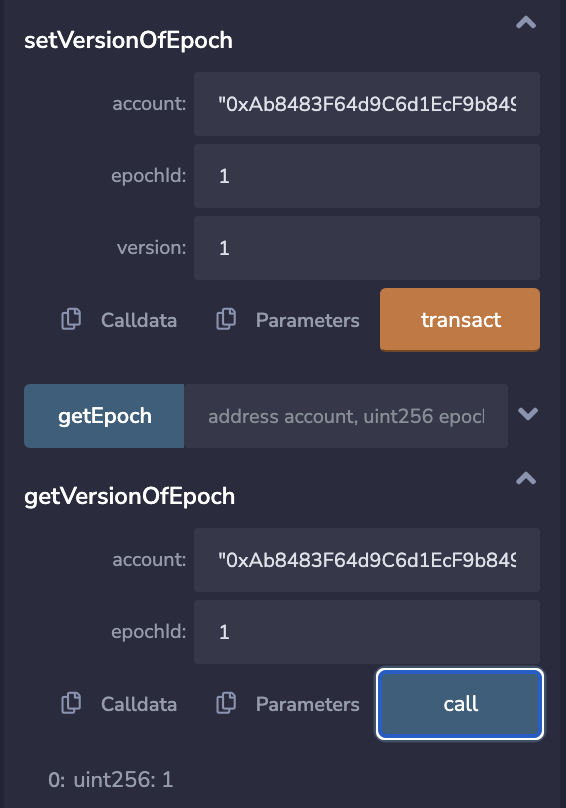 setVersionOfEpoch
account: "0xAb8483F64d9C6d1EcF9b849
epochId: 1
version: 1
Calldata Parameters transact
getEpoch address account, uint256 epocl
getVersionOfEpoch
account: "0xAb8483F64d9C6d1EcF9b849
epochId: 1
Calldata Parameters call
0: uint256: 1